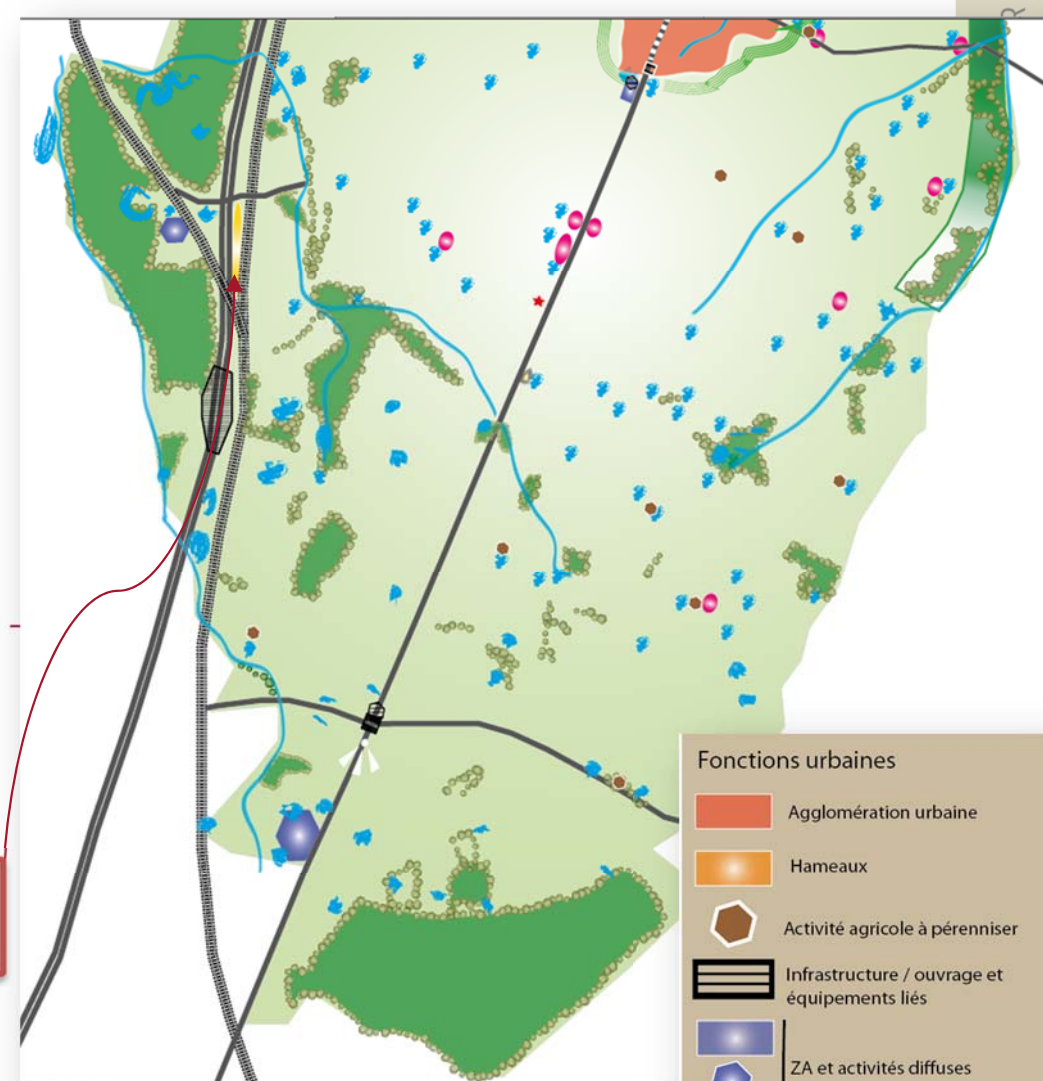 R
Fonctions urbaines
Agglomération urbaine
Hameaux
Activité agricole à pérenniser
Infrastructure / ouvrage et
équipements liés
ZA et activités diffuses